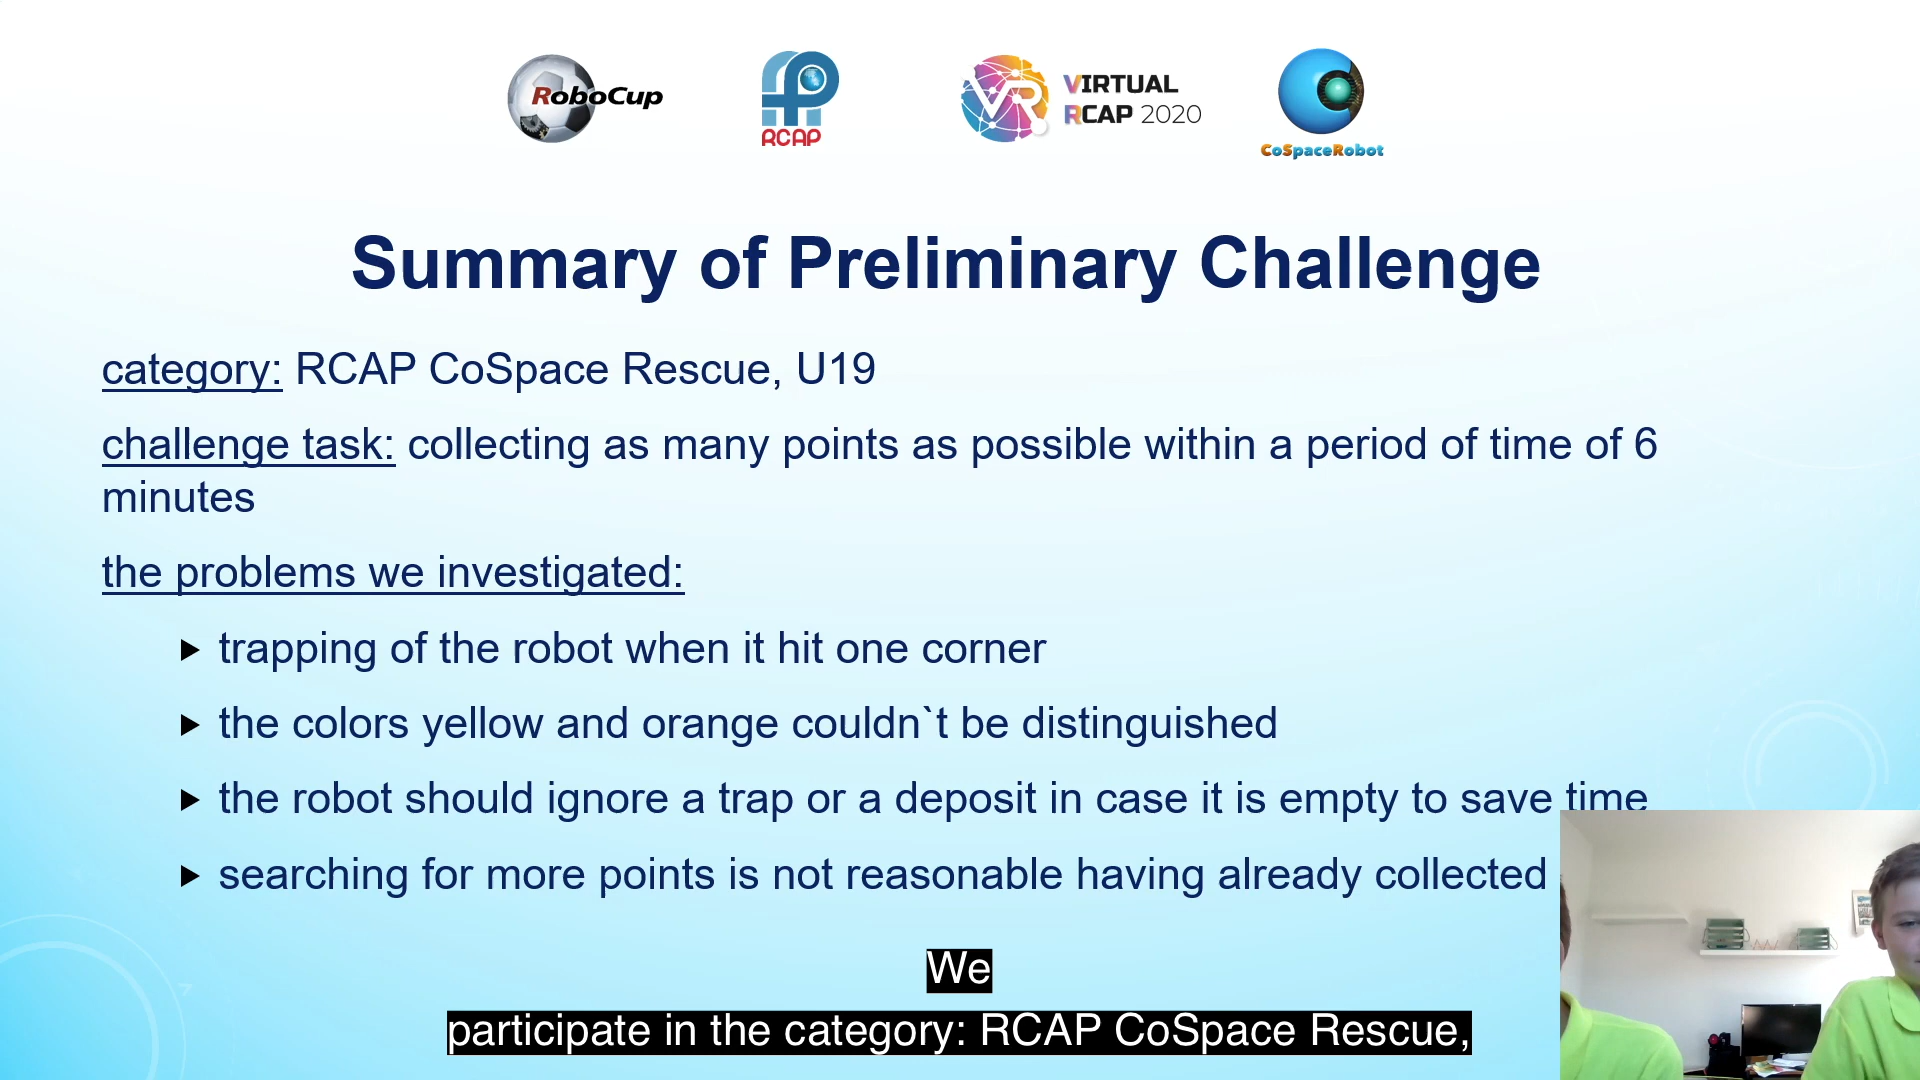 RoboCup
RCAP
VR
VIRTUAL
RCAP 2020
CoSpaceRobot
Summary of Preliminary Challenge
category: RCAP CoSpace Rescue, U19
challenge task: collecting as many points as possible within a period of time of 6
minutes
the problems we investigated:
trapping of the robot when it hit one corner
the colors yellow and orange couldn`t be distinguished
the robot should ignore a trap or a deposit in case it is empty to save time
searching for more points is not reasonable having already collected
We
participate in the category: RCAP CoSpace Rescue,